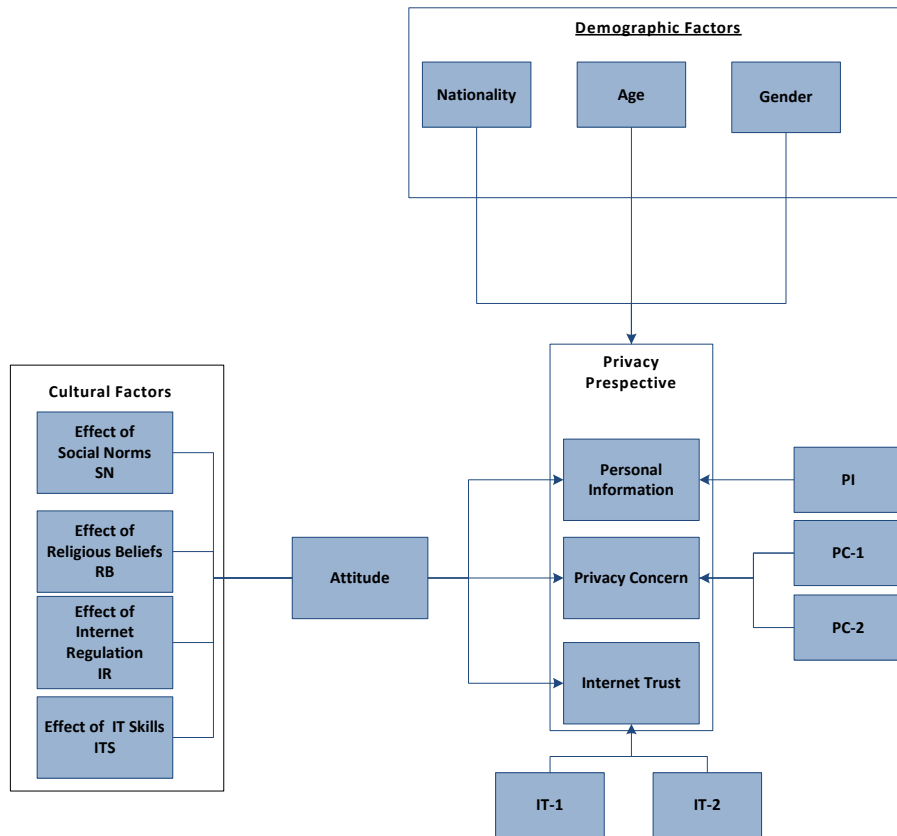 Demographic Factors
Nationality
Age
Gender
Privacy
Prespective
Cultural Factors
Effect of
Social Norms
SN
Effect of
Religious Beliefs
RB
Effect of
Internet
Regulation
IR
Effect of IT Skills
ITS
Attitude
Personal
Information
Privacy Concern
Internet Trust
PI
PC-1
PC-2
IT-1
IT-2